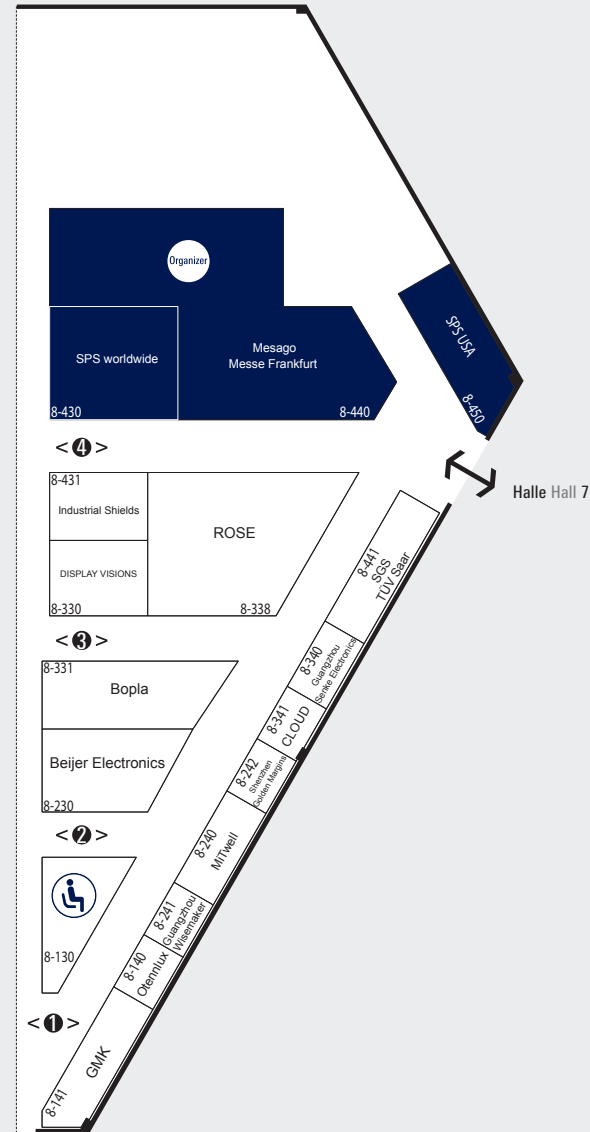 Organizer
SPS worldwide
Mesago
Messe Frankfurt
8-430
8-440
SPS USA
8-450
< 4 >
Halle Hall 7
8-431
Industrial Shields
DISPLAY VISIONS
8-330
ROSE
8-338
8-441
SGS
TÜV Saar
< 3 >
8-331
Bopla
Beijer Electronics
8-230
8-340
Guangzhou
Senke Electronics
8-341
CLOUD
8-242
Shenzhen
Golden Margins
< 2 >
8-240
MiTwell
8-130
8-241
Guangzhou
Wisemaker
8-140
Otennlux
< 1 >
GMK
8-141